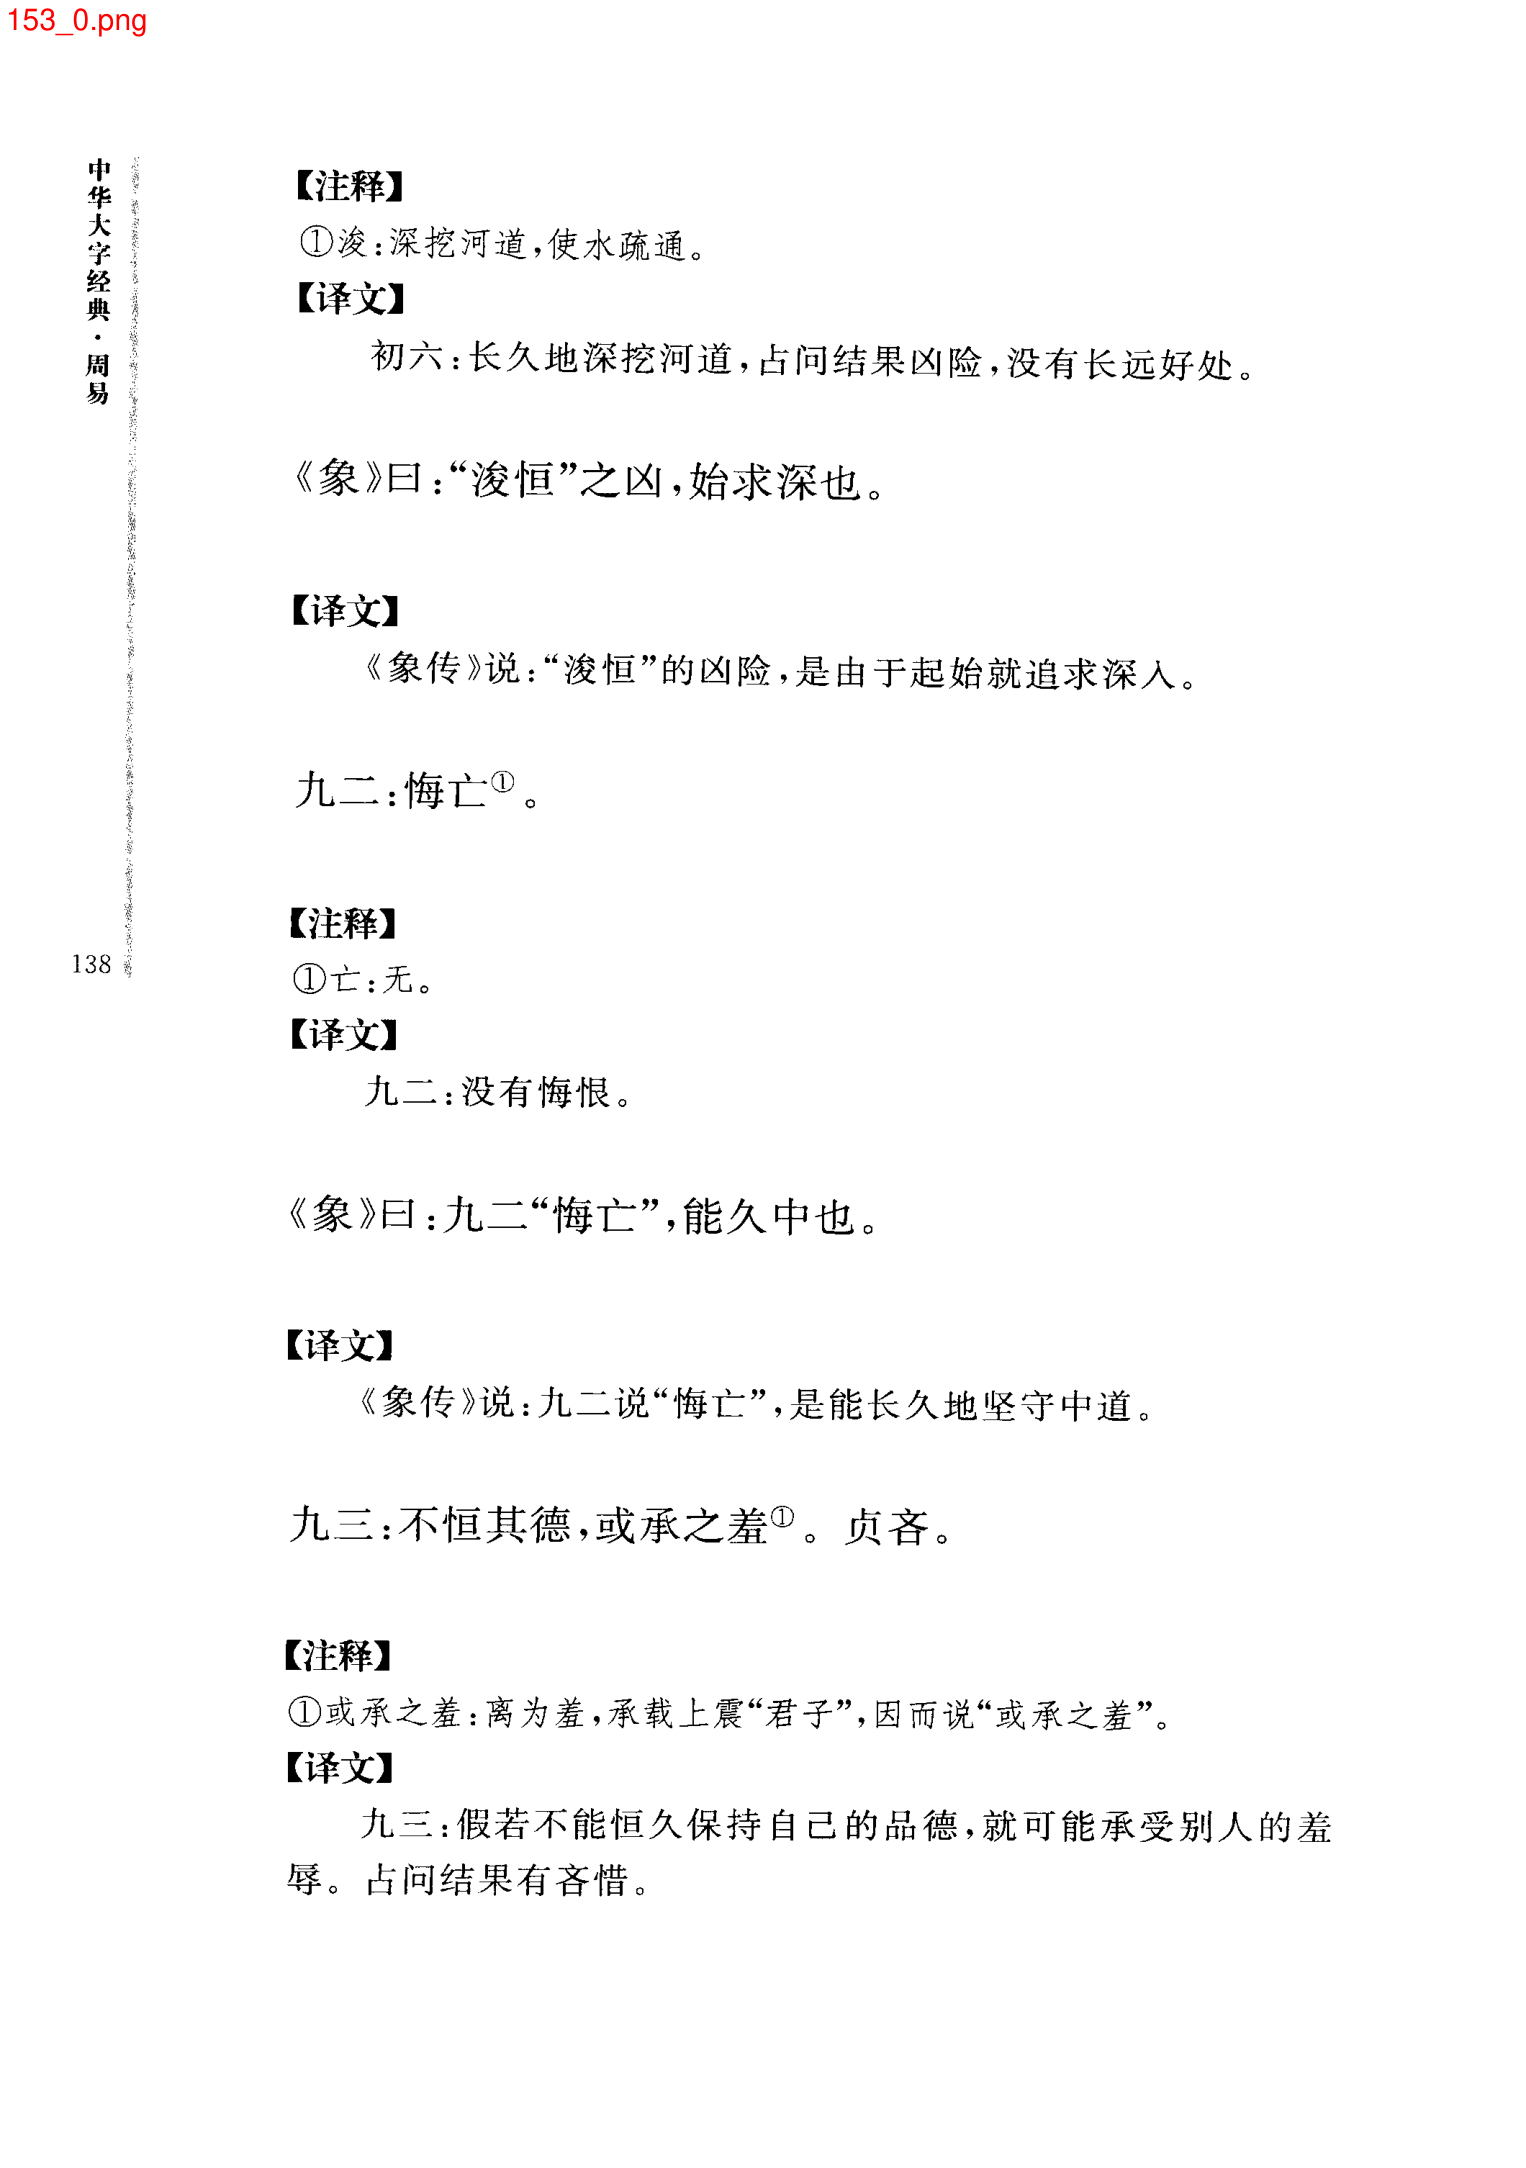 153_0.png
中华大字经典·周易
138
【注释】
①浚:深挖河道,使水疏通。
【译文】
初六:长久地深挖河道,占问结果凶险,没有长远好处。
《象》曰:“浚恒”之凶,始求深也。
【译文】
《象传》说:“浚恒”的凶险,是由于起始就追求深入。
九二:悔亡①。
【注释】
①亡:无。
【译文】
九二:没有悔恨。
《象》曰:九二“悔亡”,能久中也。
【译文】
《象传》说:九二说“悔亡”,是能长久地坚守中道。
九三:不恒其德,或承之羞①。贞吝。
【注释】
①或承之羞:离为羞,承载上震“君子”,因而说“或承之羞”。
【译文】
九三:假若不能恒久保持自己的品德,就可能承受别人的羞
辱。占问结果有吝惜。